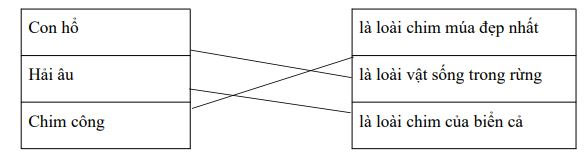 Con hổ
là loài chim múa đẹp nhất
Hải âu
là loài vật sống trong rừng
Chim công
là loài chim của biển cả